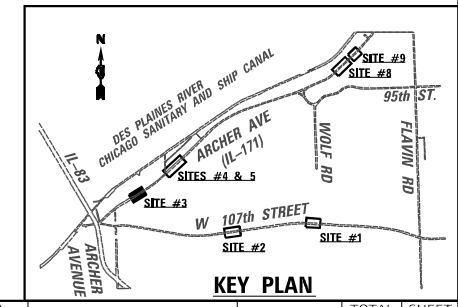 N
SITE #9
SITE #8
DES PLAINES RIVER
CHICAGO SANITARY AND SHIP CANAL
95th ST.
ARCHER AVE
(IL-171)
WOLF RD
FLAVIN RD
IL-83
SITES #4 & 5
SITE #3
W 107th STREET
SITE #1
SITE #2
ARCHER
AVENUE
KEY PLAN
TOTAL SHEET